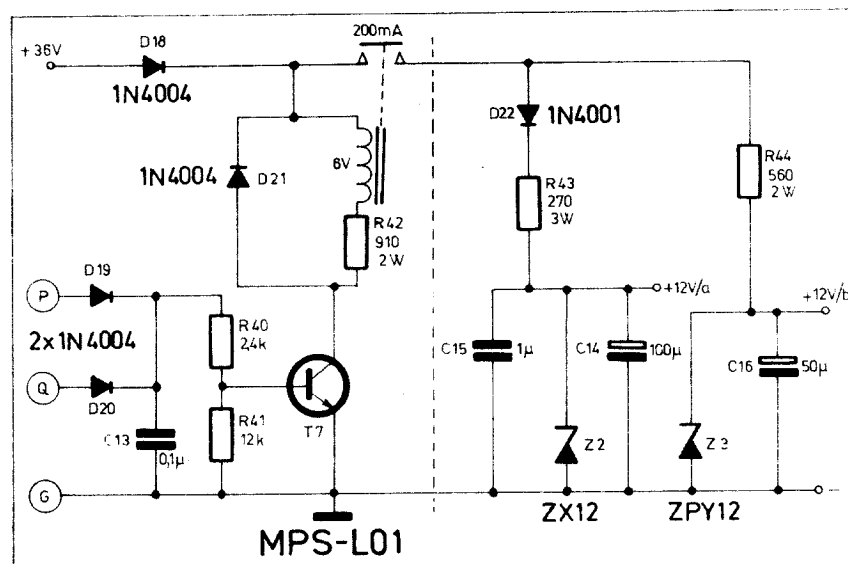 200mA
D18
+36V
1N4004
D22
1N4001
1N4004
D21
6V
R42
910
2W
R43
270
3W
R44
560
2W
D19
P
2x1N4004
Q
D20
R40
2,4k
R41
12k
C13
0,1µ
T7
G
MPS-L01
+12V/a
+12V/b
C15
1µ
C14
100µ
C16
50µ
Z2
Z3
ZX12
ZPY12